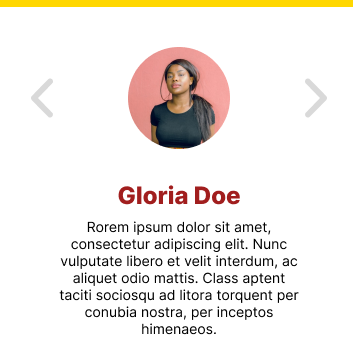 Gloria Doe
Rorem ipsum dolor sit amet,
consectetur adipiscing elit. Nunc
vulputate libero et velit interdum, ac
aliquet odio mattis. Class aptent
taciti sociosqu ad litora torquent per
conubia nostra, per inceptos
himenaeos.